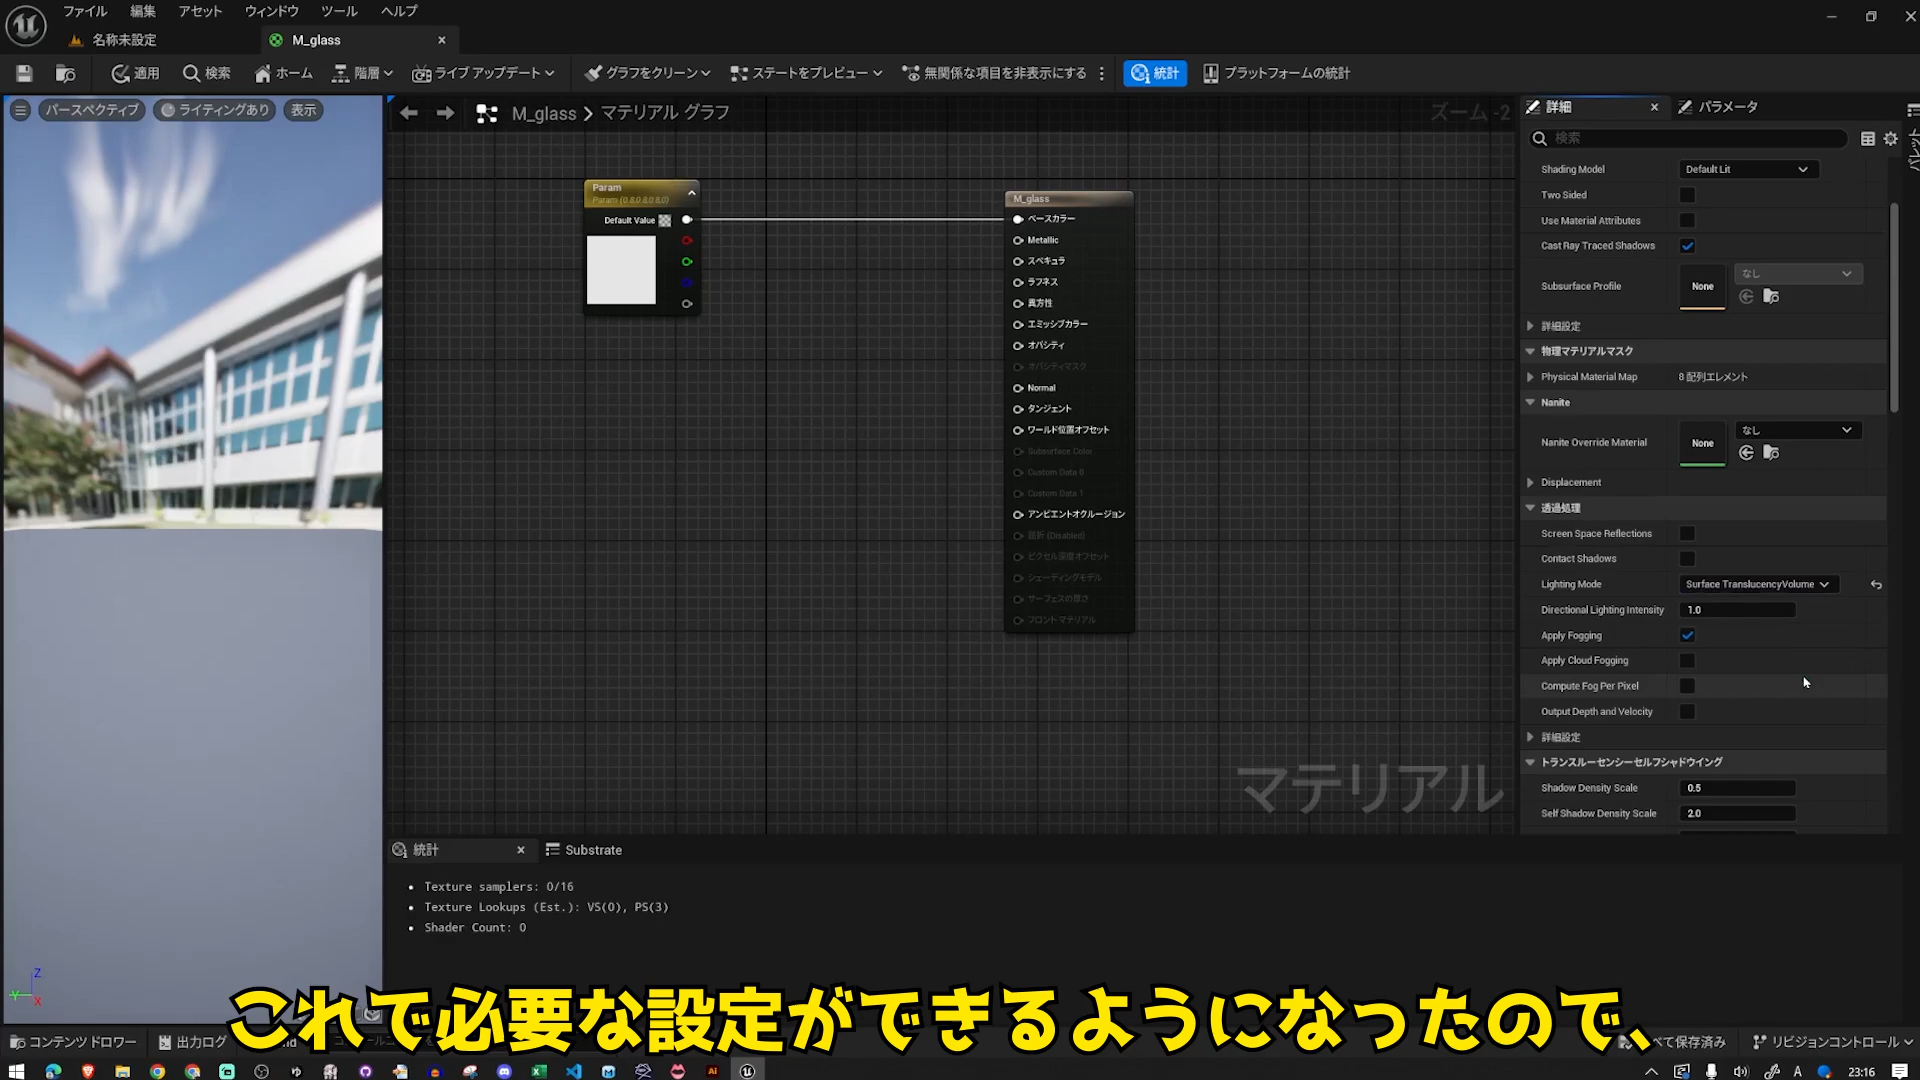 ファイル 編集 アセット ウィンドウ ツール ヘルプ
名称未設定 M_glass
適用 検索 ホーム 階層 ライブ アップデート グラフをクリーン ステートをプレビュー 無関係な項目を非表示にする 統計 プラットフォームの統計
パースペクティブ ライティングあり 表示
M_glass マテリアル グラフ ズーム -2
詳細 パラメータ
検索
Shading Model Default Lit
Two Sided
Use Material Attributes
Cast Ray Traced Shadows
Subsurface Profile None なし
詳細設定
物理マテリアルマスク
Physical Material Map 8 配列エレメント
Nanite
Nanite Override Material None なし
Displacement
透過処理
Screen Space Reflections
Contact Shadows
Lighting Mode Surface TranslucencyVolume
Directional Lighting Intensity 1.0
Apply Fogging
Apply Cloud Fogging
Compute Fog Per Pixel
Output Depth and Velocity
詳細設定
トランスルーセンシーセルフシャドウイング
Shadow Density Scale 0.5
Self Shadow Density Scale 2.0
Param
Default Value
M_glass
ベースカラー
Metallic
スペキュラ
ラフネス
異方性
エミッシブカラー
オパシティ
オパシティマスク
Normal
タンジェント
ワールド位置オフセット
Subsurface Color
Custom Data 0
Custom Data 1
アンビエントオクルージョン
屈折 (Disabled)
ピクセル深度オフセット
シェーディングモデル
サーフェスの厚さ
フロントマテリアル
マテリアル
統計 Substrate
Texture samplers: 0/16
Texture Lookups (Est.): VS(0), PS(3)
Shader Count: 0
Z
Y
X
これで必要な設定ができるようになったので、
コンテンツ ドロワー 出力ログ べて保存済み リビジョンコントロール
A 23:16